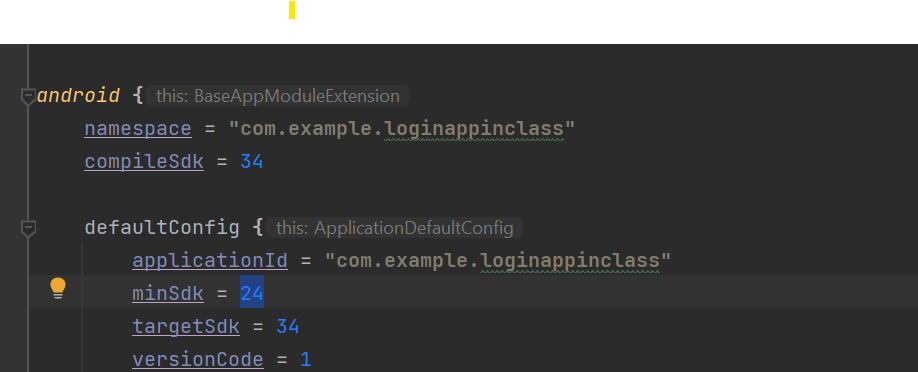 android { this: BaseAppModuleExtension
namespace = "com.example.loginappinclass"
compileSdk = 34
defaultConfig { this: ApplicationDefaultConfig
applicationId = "com.example.loginappinclass"
minSdk = 24
targetSdk = 34
versionCode = 1